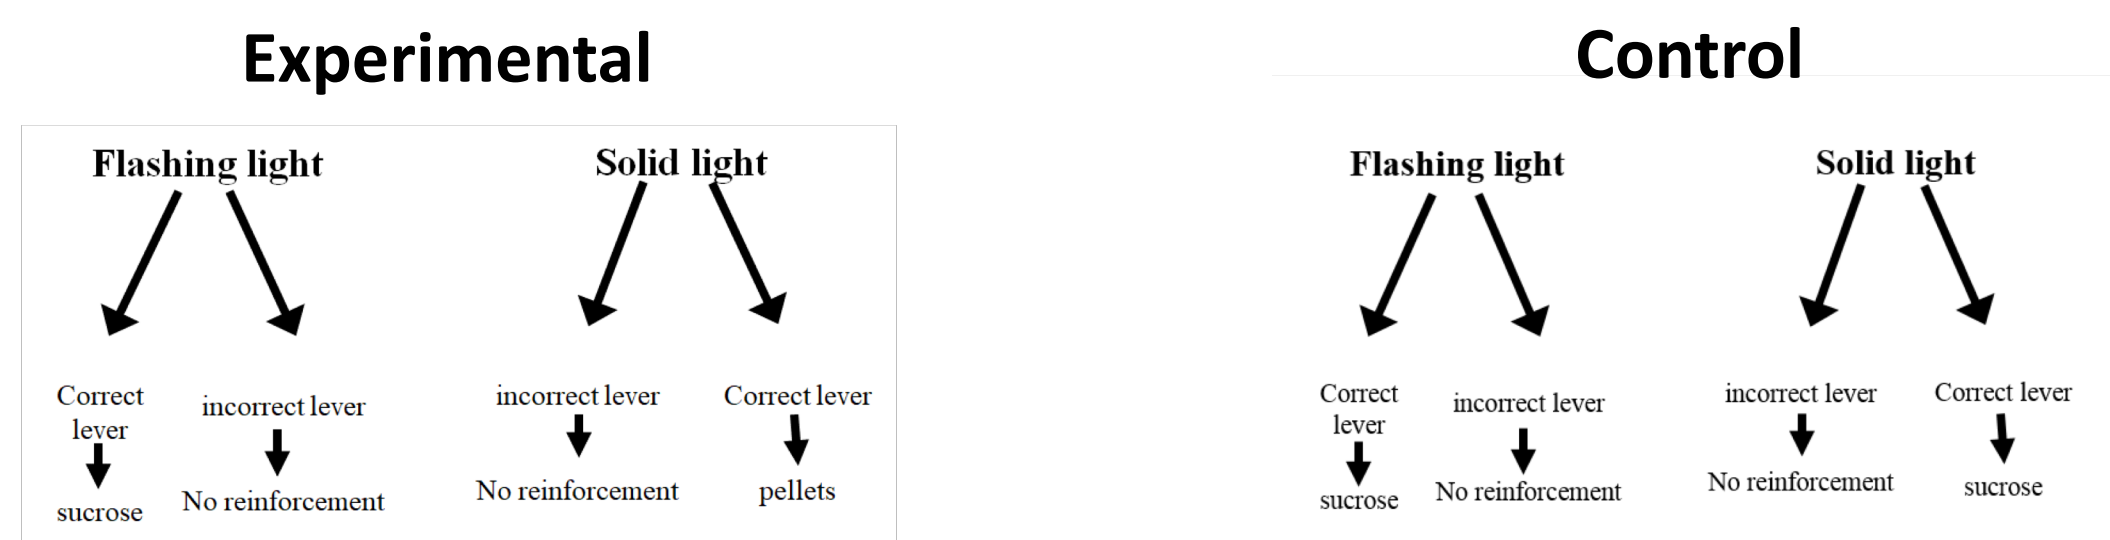 Experimental
Control
Flashing light
Solid light
Correct
lever
sucrose
incorrect lever
No reinforcement
incorrect lever
No reinforcement
Correct lever
pellets
Flashing light
Solid light
Correct
lever
sucrose
incorrect lever
No reinforcement
incorrect lever
No reinforcement
Correct lever
sucrose